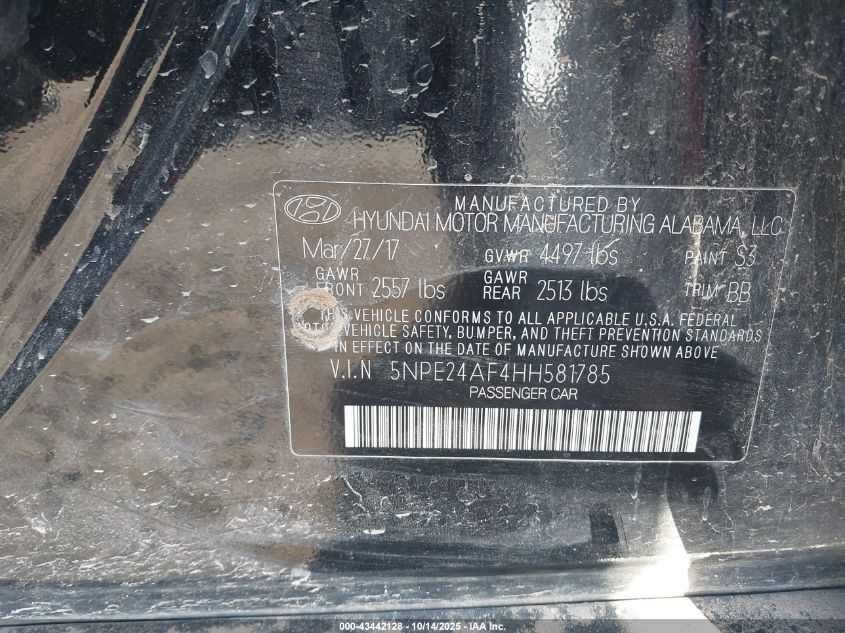 MANUFACTURED BY
HYUNDAI MOTOR MANUFACTURING ALABAMA, LLC
Mar/27/17 GVWR 4497 lbs PAINT S3
GAWR FRONT 2557 lbs GAWR REAR 2513 lbs TRIM BB
THIS VEHICLE CONFORMS TO ALL APPLICABLE U.S.A. FEDERAL
MOTOR VEHICLE SAFETY, BUMPER, AND THEFT PREVENTION STANDARDS
IN EFFECT ON THE DATE OF MANUFACTURE SHOWN ABOVE.
V.I.N 5NPE24AF4HH581785
PASSENGER CAR
000-43442128 - 10/14/2025 - IAA Inc.